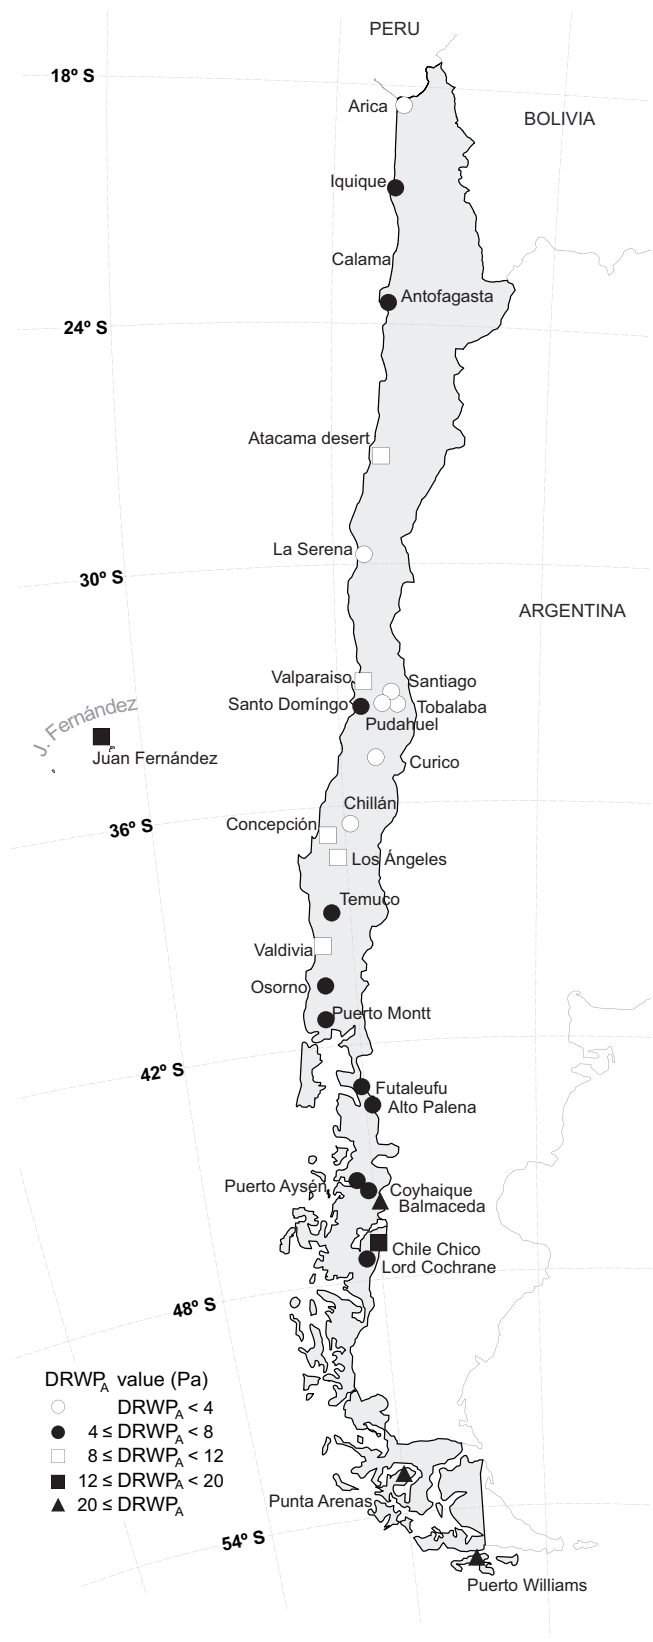 PERU
18º S
Arica
BOLIVIA
Iquique
Calama
Antofagasta
24º S
Atacama desert
La Serena
30º S
ARGENTINA
Valparaiso
Santiago
Santo Domíngo
Tobalaba
J. Fernández
Pudahuel
Juan Fernández
Curico
Chillán
36º S
Concepción
Los Ángeles
Temuco
Valdivia
Osorno
Puerto Montt
42º S
Futaleufu
Alto Palena
Puerto Aysén
Coyhaique
Balmaceda
Chile Chico
Lord Cochrane
48º S
DRWPA value (Pa)
DRWPA < 4
4 ≤ DRWPA < 8
8 ≤ DRWPA < 12
12 ≤ DRWPA < 20
20 ≤ DRWPA
Punta Arenas
54º S
Puerto Williams